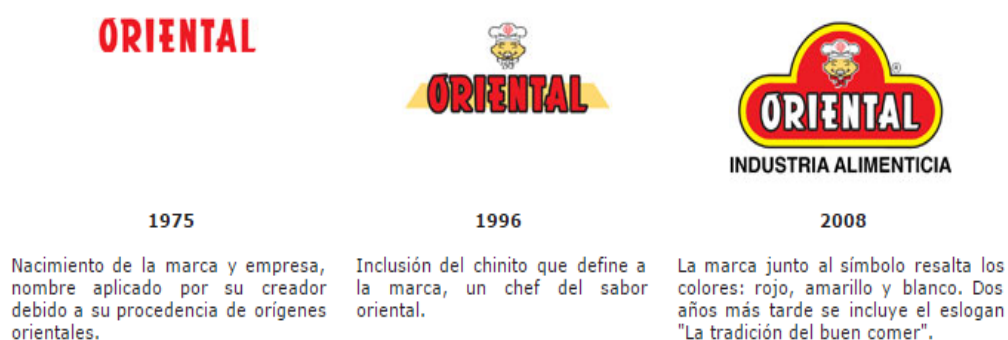 ORIENTAL
1975
Nacimiento de la marca y empresa,
nombre aplicado por su creador
debido a su procedencia de orígenes
orientales.
ORIENTAL
1996
Inclusión del chinito que define a
la marca, un chef del sabor
oriental.
ORIENTAL
®
INDUSTRIA ALIMENTICIA
2008
La marca junto al símbolo resalta los
colores: rojo, amarillo y blanco. Dos
años más tarde se incluye el eslogan
"La tradición del buen comer".